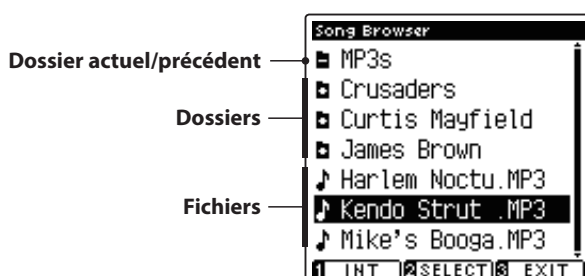 Song Browser
Dossier actuel/précédent
MP3s
Dossiers
Crusaders
Curtis Mayfield
James Brown
Fichiers
Harlem Noctu.MP3
Kendo Strut .MP3
Mike's Booga.MP3
1 INT 2 SELECT 3 EXIT